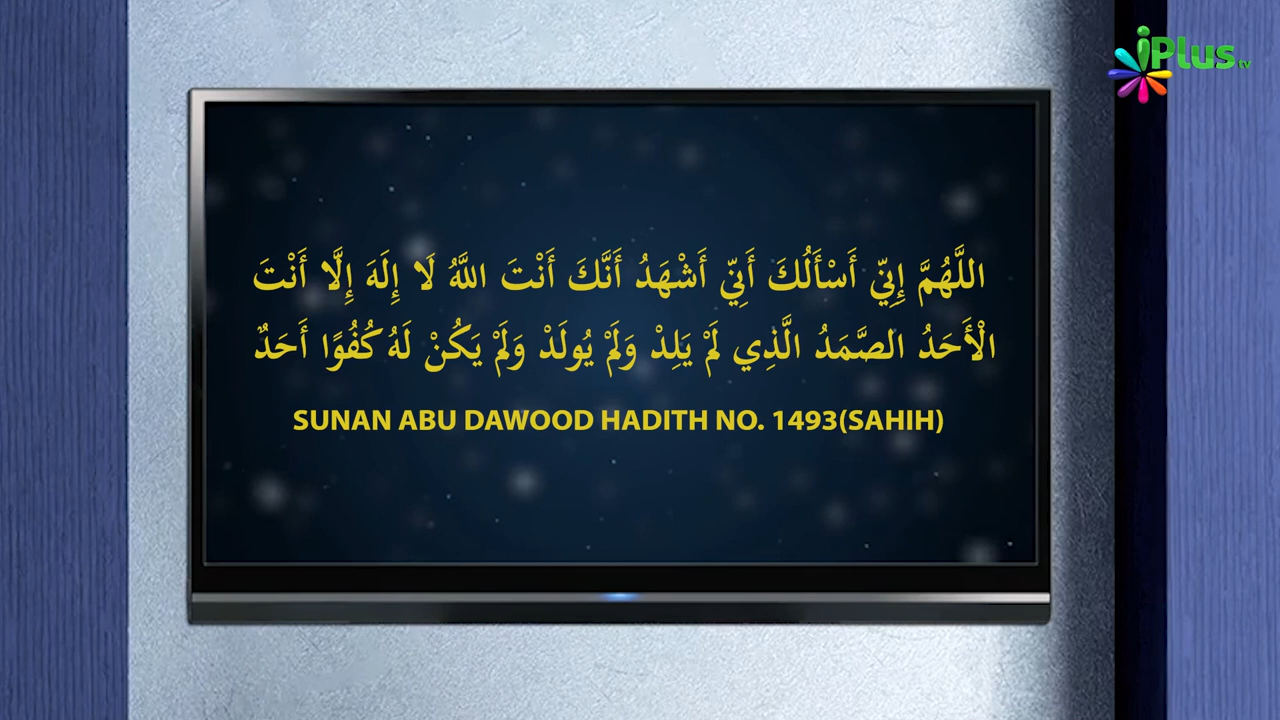 iPlus tv
اللَّهُمَّ إِنِّي أَسْأَلُكَ أَنِّي أَشْهَدُ أَنَّكَ أَنْتَ اللَّهُ لَا إِلَهَ إِلَّا أَنْتَ
الْأَحَدُ الصَّمَدُ الَّذِي لَمْ يَلِدْ وَلَمْ يُولَدْ وَلَمْ يَكُنْ لَهُ كُفُوًا أَحَدٌ
SUNAN ABU DAWOOD HADITH NO. 1493(SAHIH)